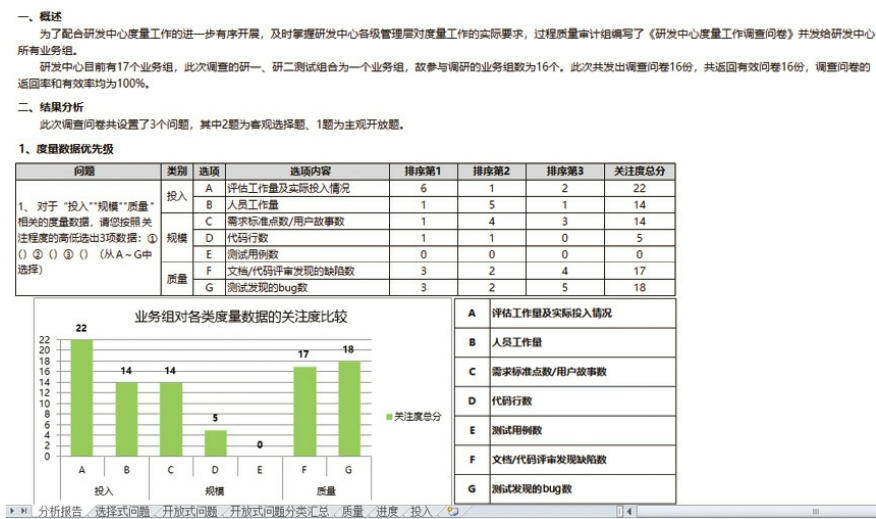 一、概述
为了配合研发中心度量工作的进一步有序开展，及时掌握研发中心各级管理层对度量工作的实际要求，过程质量审计组编写了《研发中心度量工作调查问卷》并发给研发中心
所有业务组。
研发中心目前有17个业务组，此次调查的研一、研二测试组合为一个业务组，故参与调研的业务组数为16个。此次共发出调查问卷16份，共返回有效问卷16份，调查问卷的
返回率和有效率均为100%。
二、结果分析
此次调查问卷共设置了3个问题，其中2题为客观选择题、1题为主观开放题。
1、度量数据优先级
问题 类别 选项 选项内容 排序第1 排序第2 排序第3 关注度总分
1、对于“投入”“规模”“质量”
相关的度量数据，请您按照关
注程度的高低选出3项数据：①
() ② () ③ () （从A～G中
选择）
投入
A 评估工作量及实际投入情况 6 1 2 22
B 人员工作量 1 5 1 14
规模
C 需求标准点数/用户故事数 1 4 3 14
D 代码行数 1 1 0 5
E 测试用例数 0 0 0 0
质量
F 文档/代码评审发现的缺陷数 3 2 4 17
G 测试发现的bug数 3 2 5 18
业务组对各类度量数据的关注度比较
22
20
18
16
14
12
10
8
6
4
2
0
22 14 14 5 0 17 18
A B C D E F G
投入 规模 质量
关注度总分
A 评估工作量及实际投入情况
B 人员工作量
C 需求标准点数/用户故事数
D 代码行数
E 测试用例数
F 文档/代码评审发现缺陷数
G 测试发现的bug数
分析报告 选择式问题 开放式问题 开放式问题分类汇总 质量 进度 投入